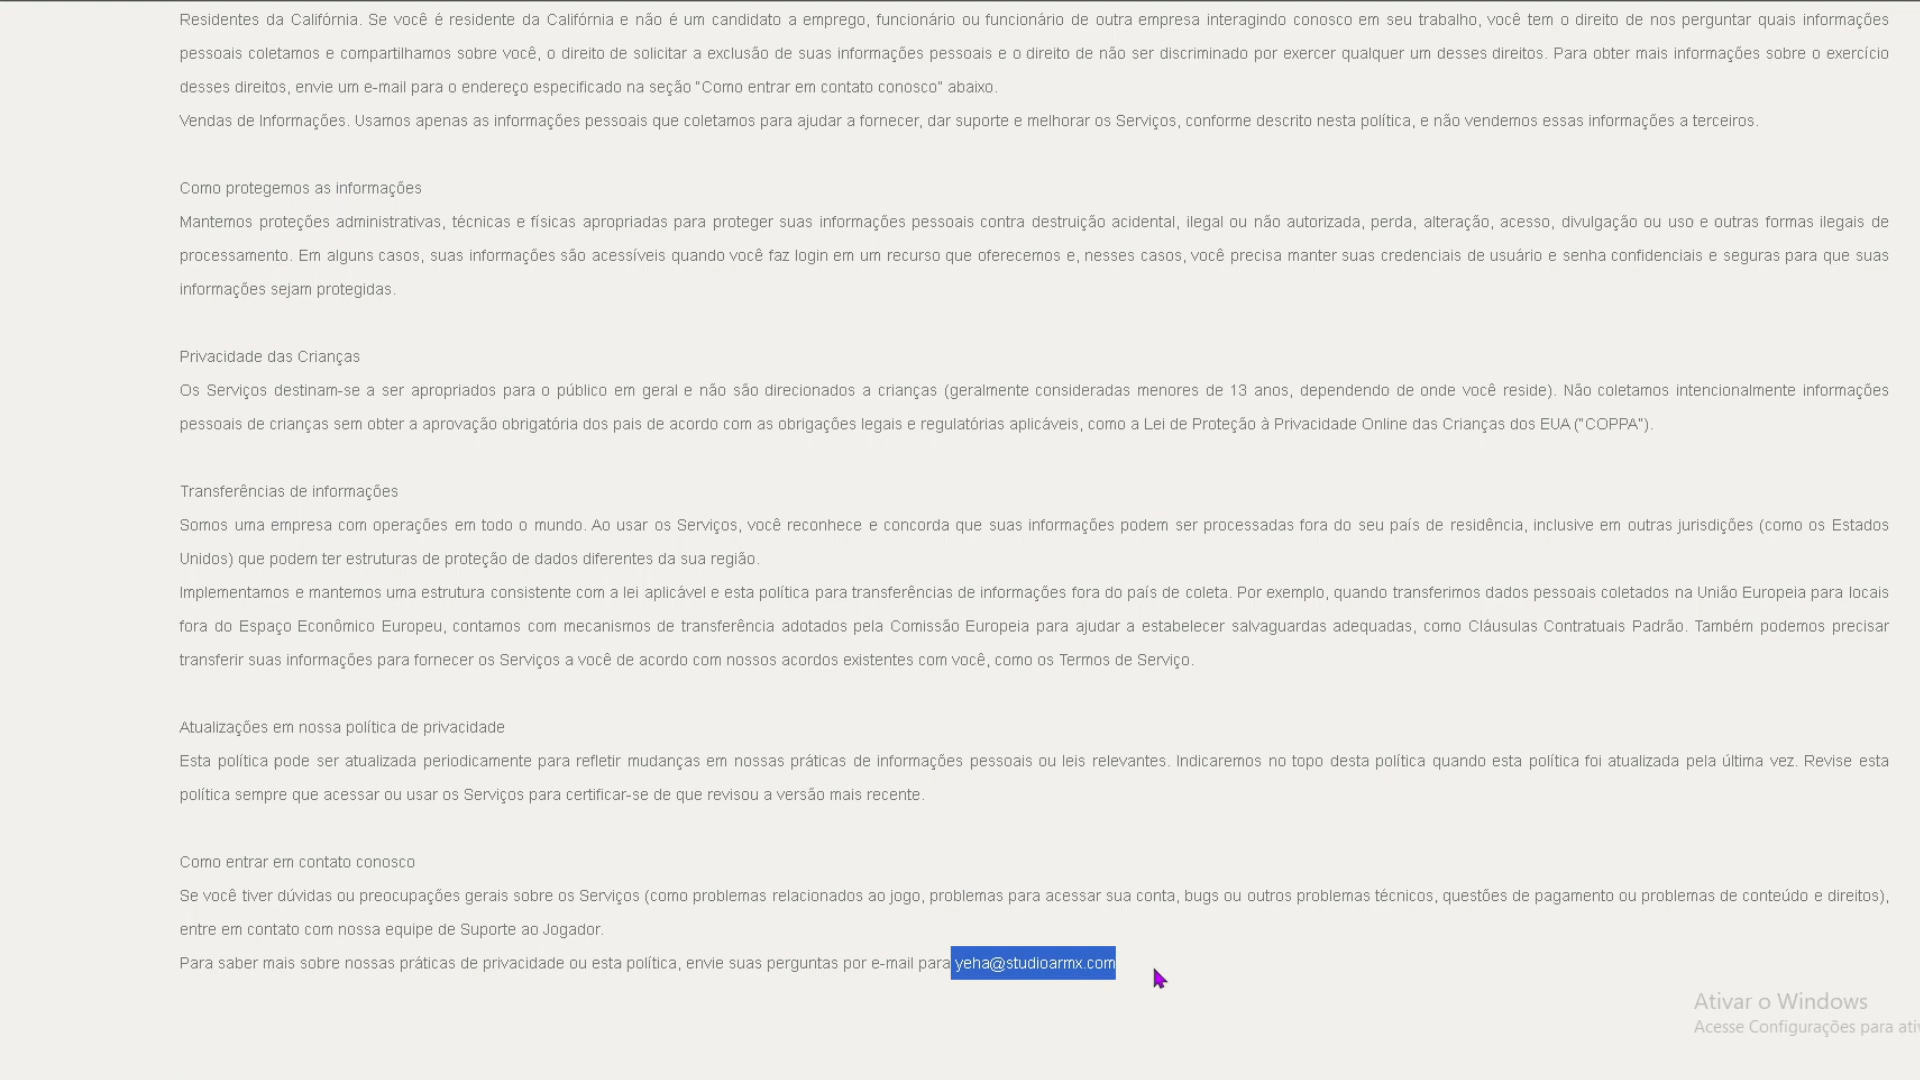 Residentes da Califórnia. Se você é residente da Califórnia e não é um candidato a emprego, funcionário ou funcionário de outra empresa interagindo conosco em seu trabalho, você tem o direito de nos perguntar quais informações
pessoais coletamos e compartilhamos sobre você, o direito de solicitar a exclusão de suas informações pessoais e o direito de não ser discriminado por exercer qualquer um desses direitos. Para obter mais informações sobre o exercício
desses direitos, envie um e-mail para o endereço especificado na seção "Como entrar em contato conosco" abaixo.
Vendas de Informações. Usamos apenas as informações pessoais que coletamos para ajudar a fornecer, dar suporte e melhorar os Serviços, conforme descrito nesta política, e não vendemos essas informações a terceiros.
Como protegemos as informações
Mantemos proteções administrativas, técnicas e físicas apropriadas para proteger suas informações pessoais contra destruição acidental, ilegal ou não autorizada, perda, alteração, acesso, divulgação ou uso e outras formas ilegais de
processamento. Em alguns casos, suas informações são acessíveis quando você faz login em um recurso que oferecemos e, nesses casos, você precisa manter suas credenciais de usuário e senha confidenciais e seguras para que suas
informações sejam protegidas.
Privacidade das Crianças
Os Serviços destinam-se a ser apropriados para o público em geral e não são direcionados a crianças (geralmente consideradas menores de 13 anos, dependendo de onde você reside). Não coletamos intencionalmente informações
pessoais de crianças sem obter a aprovação obrigatória dos pais de acordo com as obrigações legais e regulatórias aplicáveis, como a Lei de Proteção à Privacidade Online das Crianças dos EUA ("COPPA").
Transferências de informações
Somos uma empresa com operações em todo o mundo. Ao usar os Serviços, você reconhece e concorda que suas informações podem ser processadas fora do seu país de residência, inclusive em outras jurisdições (como os Estados
Unidos) que podem ter estruturas de proteção de dados diferentes da sua região.
Implementamos e mantemos uma estrutura consistente com a lei aplicável e esta política para transferências de informações fora do país de coleta. Por exemplo, quando transferimos dados pessoais coletados na União Europeia para locais
fora do Espaço Econômico Europeu, contamos com mecanismos de transferência adotados pela Comissão Europeia para ajudar a estabelecer salvaguardas adequadas, como Cláusulas Contratuais Padrão. Também podemos precisar
transferir suas informações para fornecer os Serviços a você de acordo com nossos acordos existentes com você, como os Termos de Serviço.
Atualizações em nossa política de privacidade
Esta política pode ser atualizada periodicamente para refletir mudanças em nossas práticas de informações pessoais ou leis relevantes. Indicaremos no topo desta política quando esta política foi atualizada pela última vez. Revise esta
política sempre que acessar ou usar os Serviços para certificar-se de que revisou a versão mais recente.
Como entrar em contato conosco
Se você tiver dúvidas ou preocupações gerais sobre os Serviços (como problemas relacionados ao jogo, problemas para acessar sua conta, bugs ou outros problemas técnicos, questões de pagamento ou problemas de conteúdo e direitos),
entre em contato com nossa equipe de Suporte ao Jogador.
Para saber mais sobre nossas práticas de privacidade ou esta política, envie suas perguntas por e-mail para yeha@studioarmx.com
Ativar o Windows
Acesse Configurações para ati